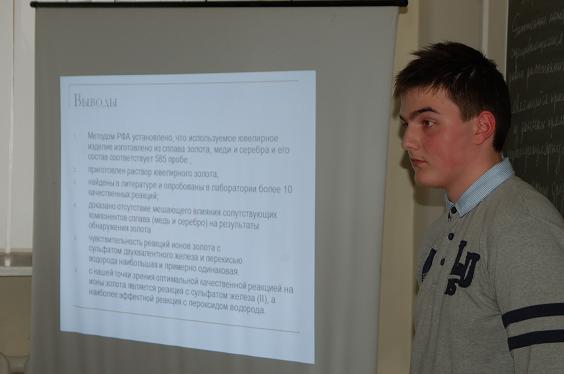 Выводы
Методом РФА установлено, что используемое ювелирное
изделие изготовлено из сплава золота, меди и серебра и его
состав соответствует 585 пробе ;
приготовлен раствор ювелирного золота;
найдены в литературе и опробованы в лаборатории более 10
качественных реакций;
доказано отсутствие мешающего влияния сопутствующих
компонентов сплава (медь и серебро) на результаты
обнаружения золота
чувствительность реакций ионов золота с
сульфатом двухвалентного железа и перекисью
водорода наибольшая и примерно одинаковая.
с нашей точки зрения оптимальной качественной реакцией на
ионы золота является реакция с сульфатом железа (II), а
наиболее эффектной реакция с пероксидом водорода.